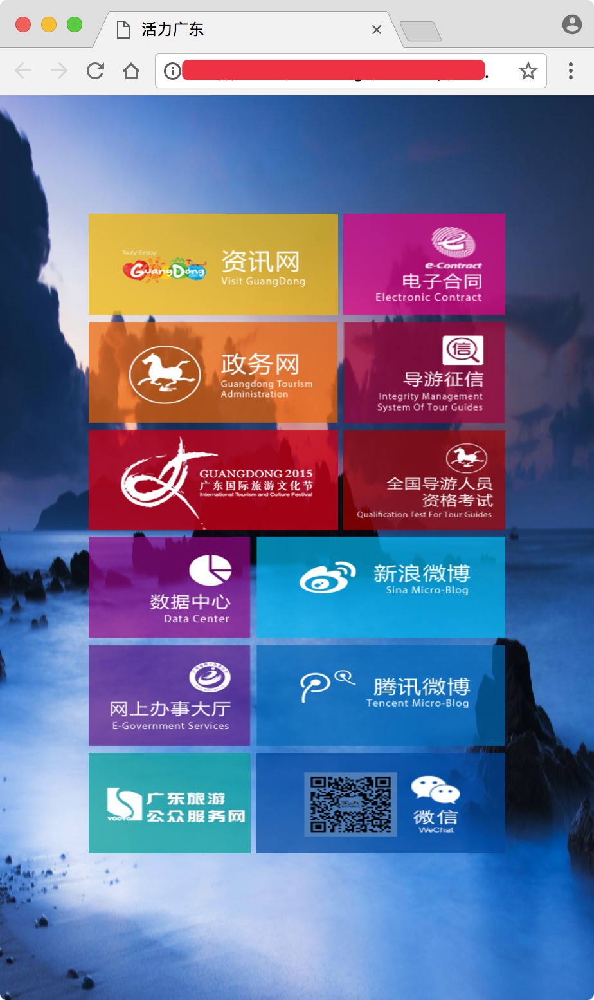 活力广东
Truly Enjoy
GuangDong
资讯网
Visit GuangDong
e-Contract
电子合同
Electronic Contract
政务网
Guangdong Tourism
Administration
信
导游征信
Integrity Management
System Of Tour Guides
GUANGDONG 2015
广东国际旅游文化节
International Tourism and Culture Festival
全国导游人员
资格考试
Qualification Test For Tour Guides
数据中心
Data Center
新浪微博
Sina Micro-Blog
网上办事大厅
E-Government Services
腾讯微博
Tencent Micro-Blog
广东旅游
公众服务网
微信
WeChat